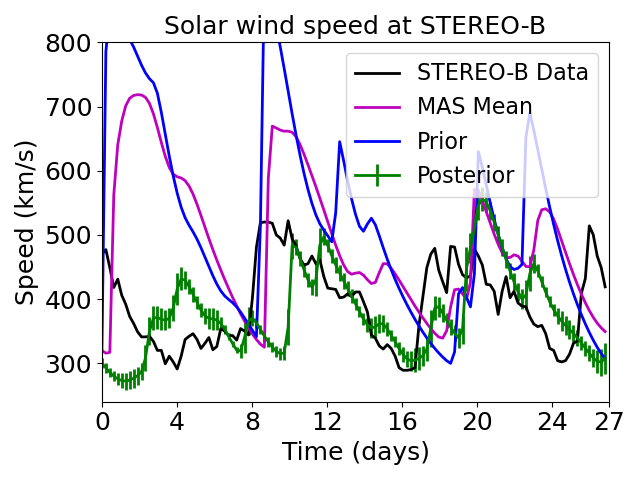 Solar wind speed at STEREO-B
800
700
600
500
400
300
Speed (km/s)
STEREO-B Data
MAS Mean
Prior
Posterior
0 4 8 12 16 20 24 27
Time (days)